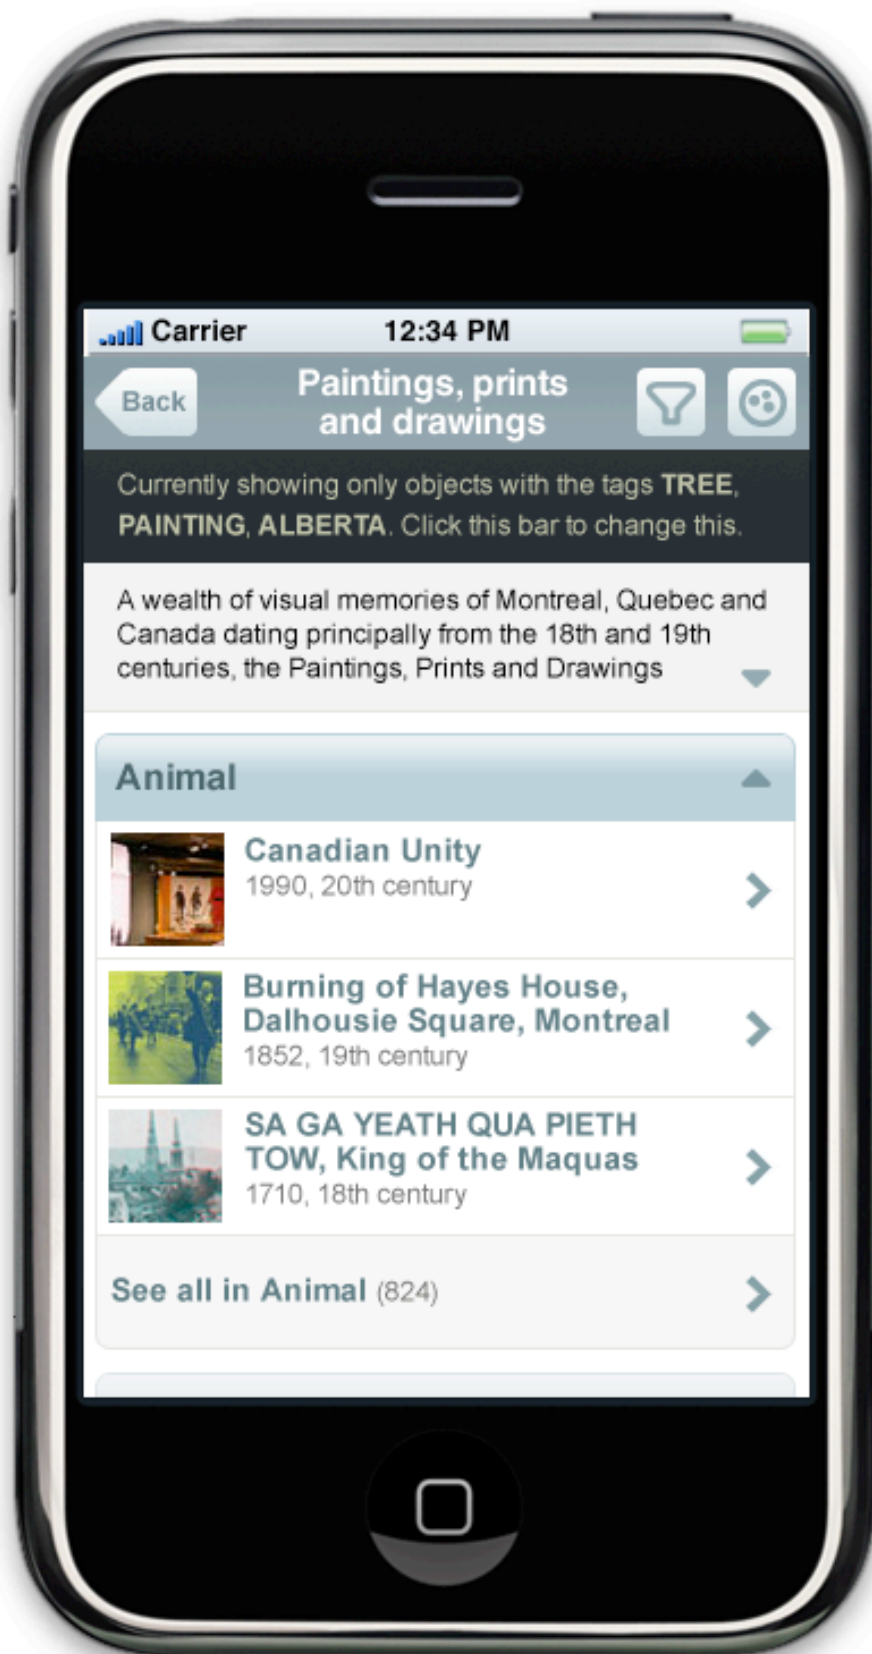 Carrier 12:34 PM
Back
Paintings, prints
and drawings
Currently showing only objects with the tags TREE,
PAINTING, ALBERTA. Click this bar to change this.
A wealth of visual memories of Montreal, Quebec and
Canada dating principally from the 18th and 19th
centuries, the Paintings, Prints and Drawings
Animal
Canadian Unity
1990, 20th century
Burning of Hayes House,
Dalhousie Square, Montreal
1852, 19th century
SA GA YEATH QUA PIETH
TOW, King of the Maquas
1710, 18th century
See all in Animal (824)